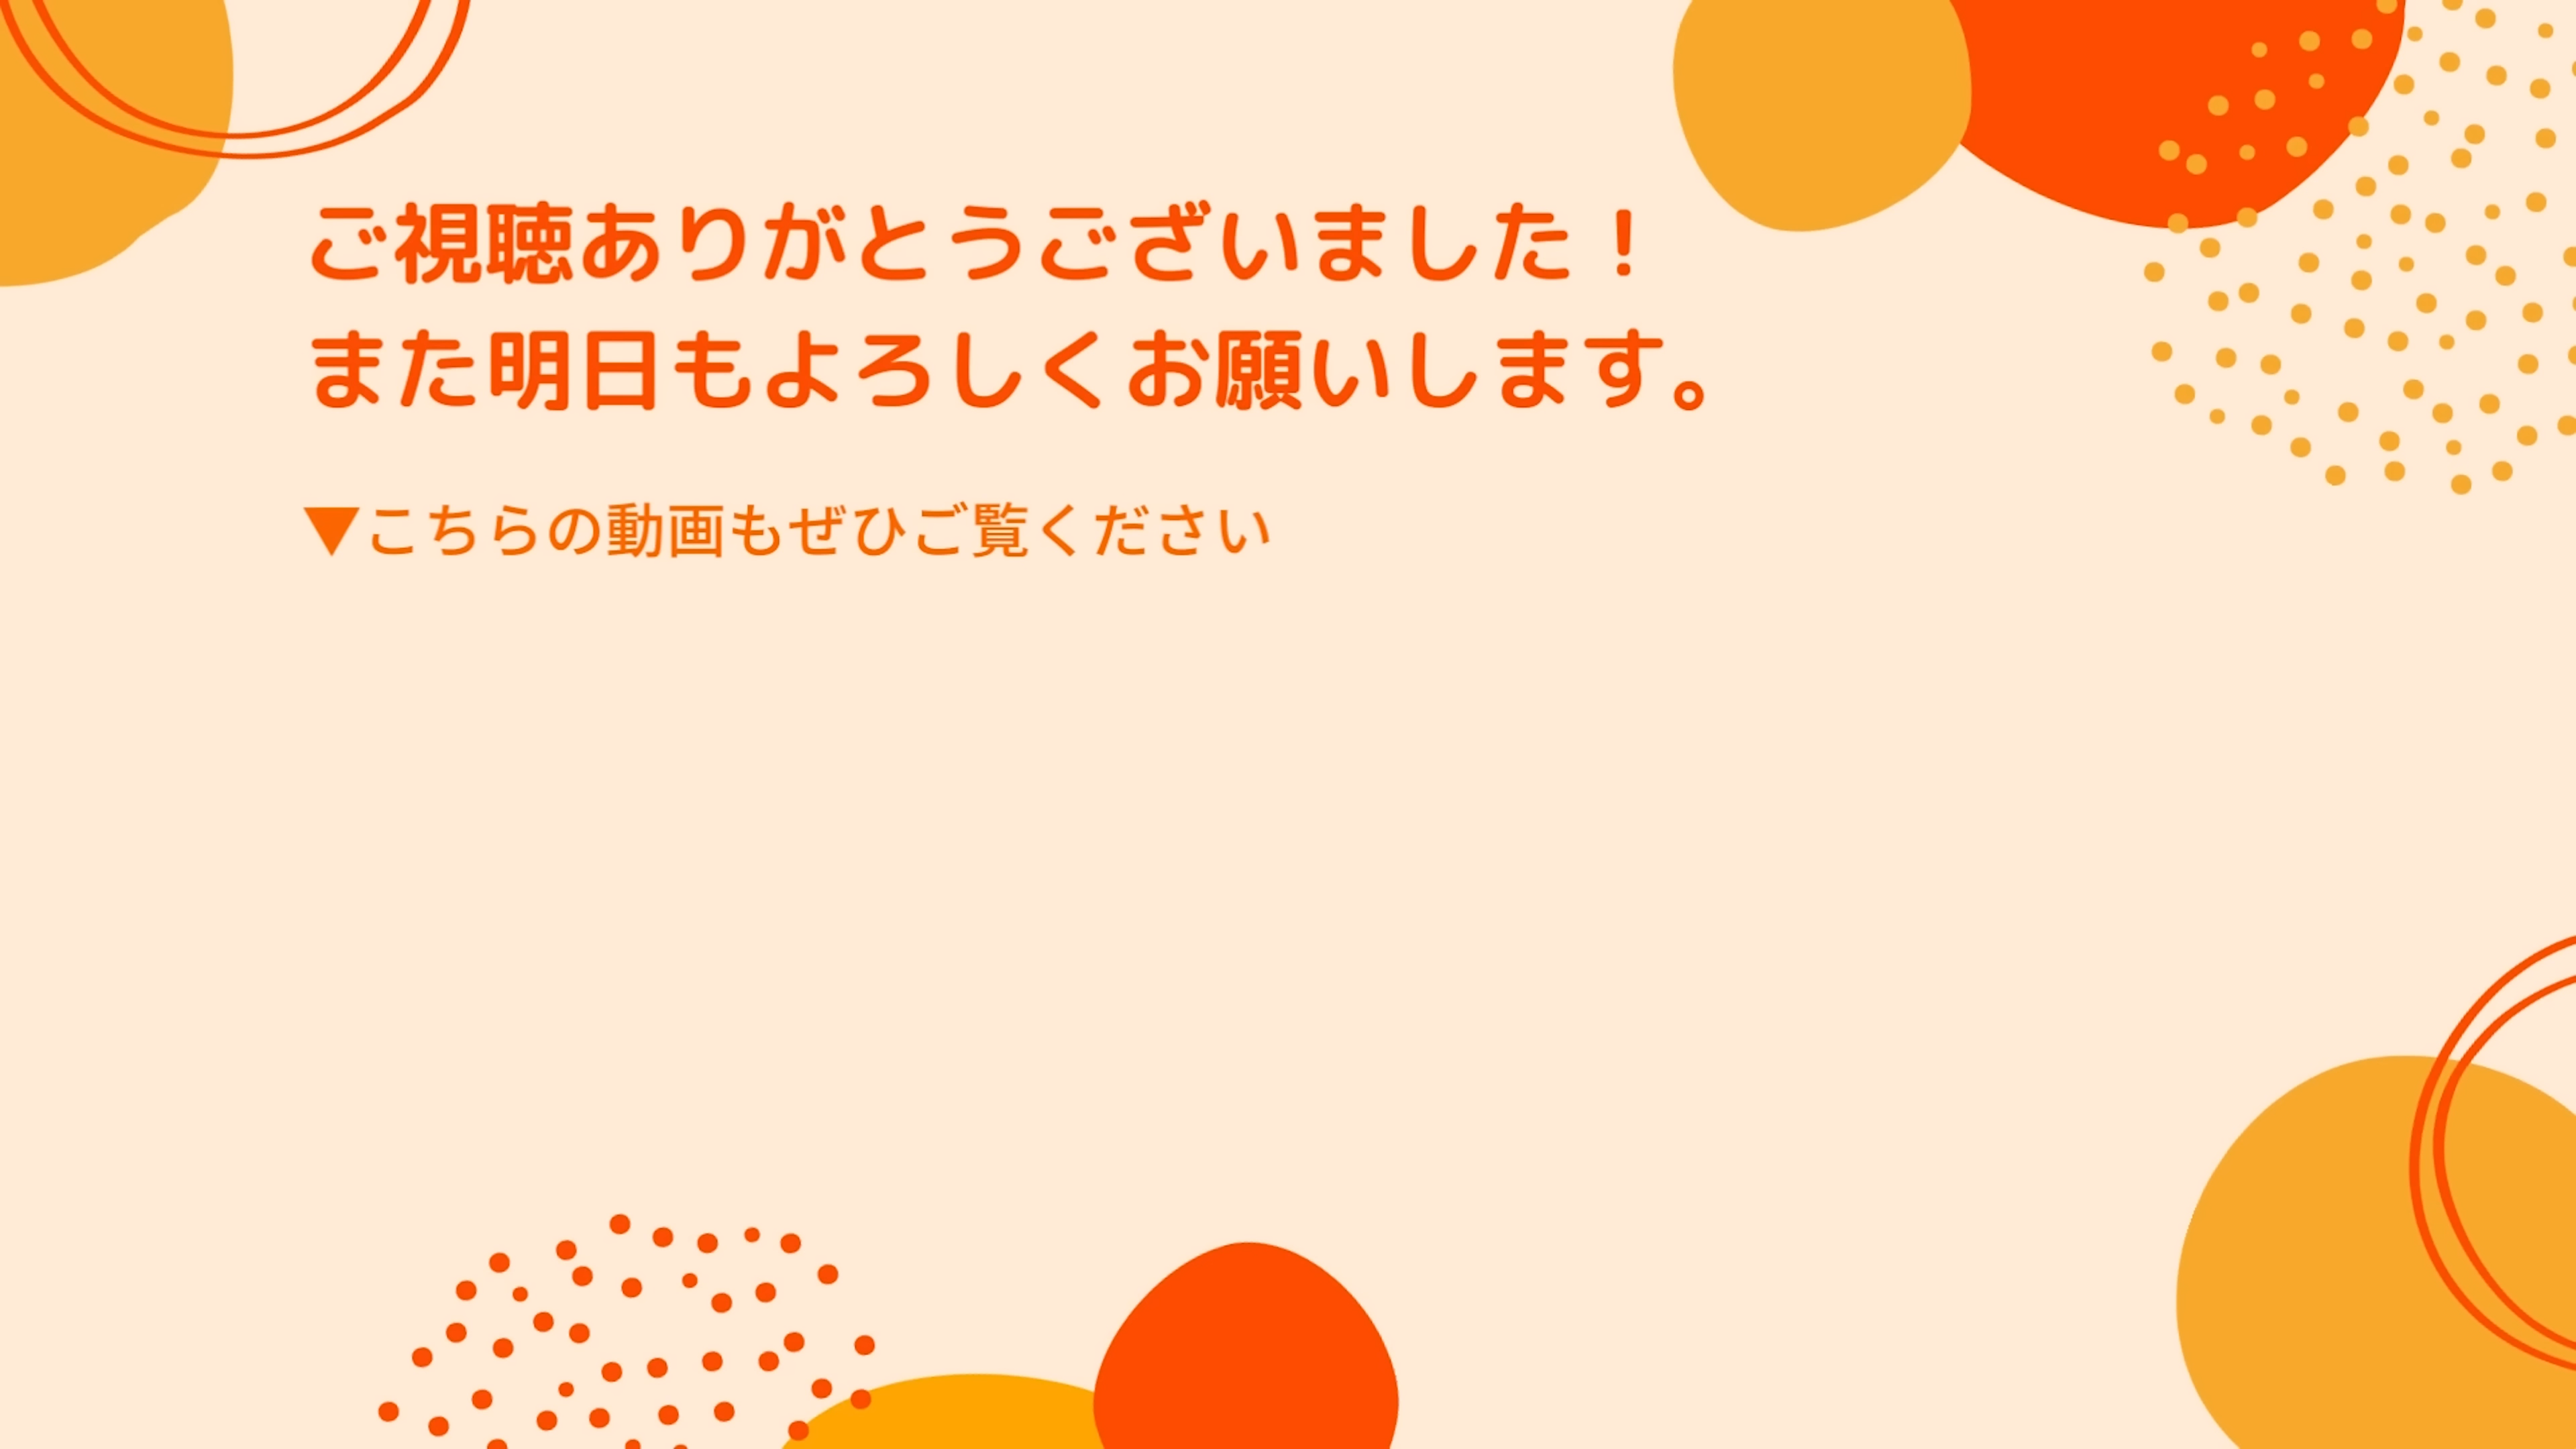 ご視聴ありがとうございました！
また明日もよろしくお願いします。
▼こちらの動画もぜひご覧ください